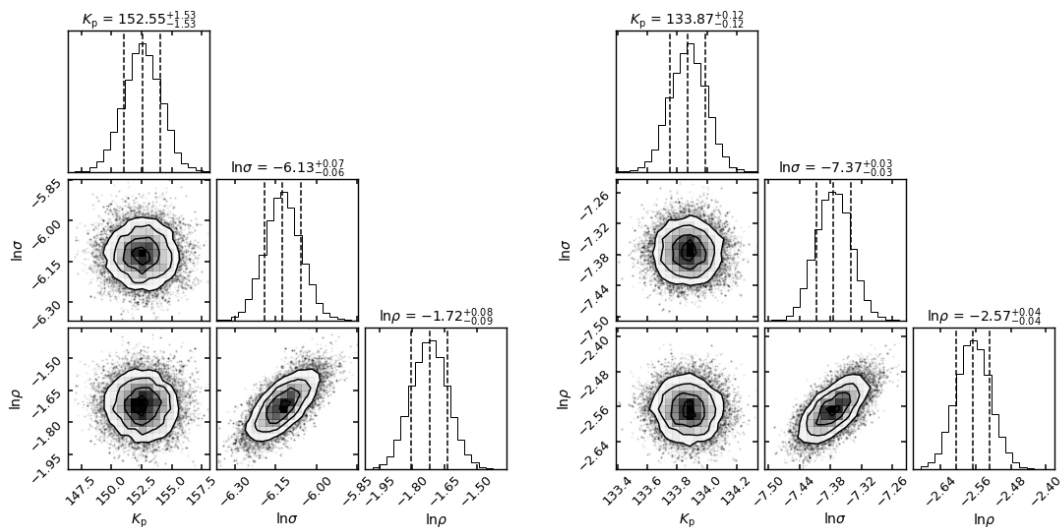 K_p = 152.55^{+1.53}_{-1.53}
lnσ = −6.13^{+0.07}_{-0.06}
lnρ = −1.72^{+0.08}_{-0.09}
lnσ
−5.85
−6.00
−6.15
−6.30
lnρ
−1.50
−1.65
−1.80
−1.95
147.5 150.0 152.5 155.0 157.5
K_p
−6.30 −6.15 −6.00 −5.85
lnσ
−1.95 −1.80 −1.65 −1.50
lnρ
K_p = 133.87^{+0.12}_{-0.12}
lnσ = −7.37^{+0.03}_{-0.03}
lnρ = −2.57^{+0.04}_{-0.04}
lnσ
−7.26
−7.32
−7.38
−7.44
−7.50
lnρ
−2.40
−2.48
−2.56
−2.64
133.4 133.6 133.8 134.0 134.2
K_p
−7.50 −7.44 −7.38 −7.32 −7.26
lnσ
−2.64 −2.56 −2.48 −2.40
lnρ